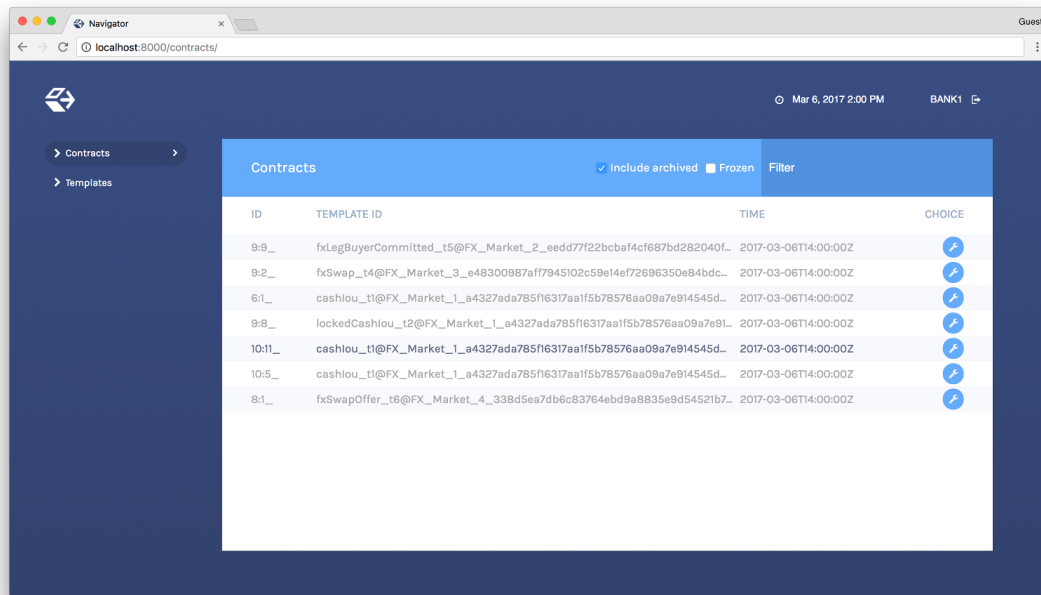 Navigator
Guest
localhost:8000/contracts/
Mar 6, 2017 2:00 PM
BANK1
Contracts
Templates
Contracts
Include archived
Frozen
Filter
ID TEMPLATE ID TIME CHOICE
9:9_ fxLegBuyerCommitted_t5@FX_Market_2_eedd77f22bcbaf4cf687bd282040f... 2017-03-06T14:00:00Z
9:2_ fxSwap_t4@FX_Market_3_e48300987aff7945102c59e14ef72696350e84bdc... 2017-03-06T14:00:00Z
6:1_ cashIou_t1@FX_Market_1_a4327ada785f16317aa1f5b78576aa09a7e914545d... 2017-03-06T14:00:00Z
9:8_ lockedCashIou_t2@FX_Market_1_a4327ada785f16317aa1f5b78576aa09a7e91... 2017-03-06T14:00:00Z
10:11_ cashIou_t1@FX_Market_1_a4327ada785f16317aa1f5b78576aa09a7e914545d... 2017-03-06T14:00:00Z
10:5_ cashIou_t1@FX_Market_1_a4327ada785f16317aa1f5b78576aa09a7e914545d... 2017-03-06T14:00:00Z
8:1_ fxSwapOffer_t6@FX_Market_4_338d5ea7db6c83764ebd9a8835e9d54521b7... 2017-03-06T14:00:00Z